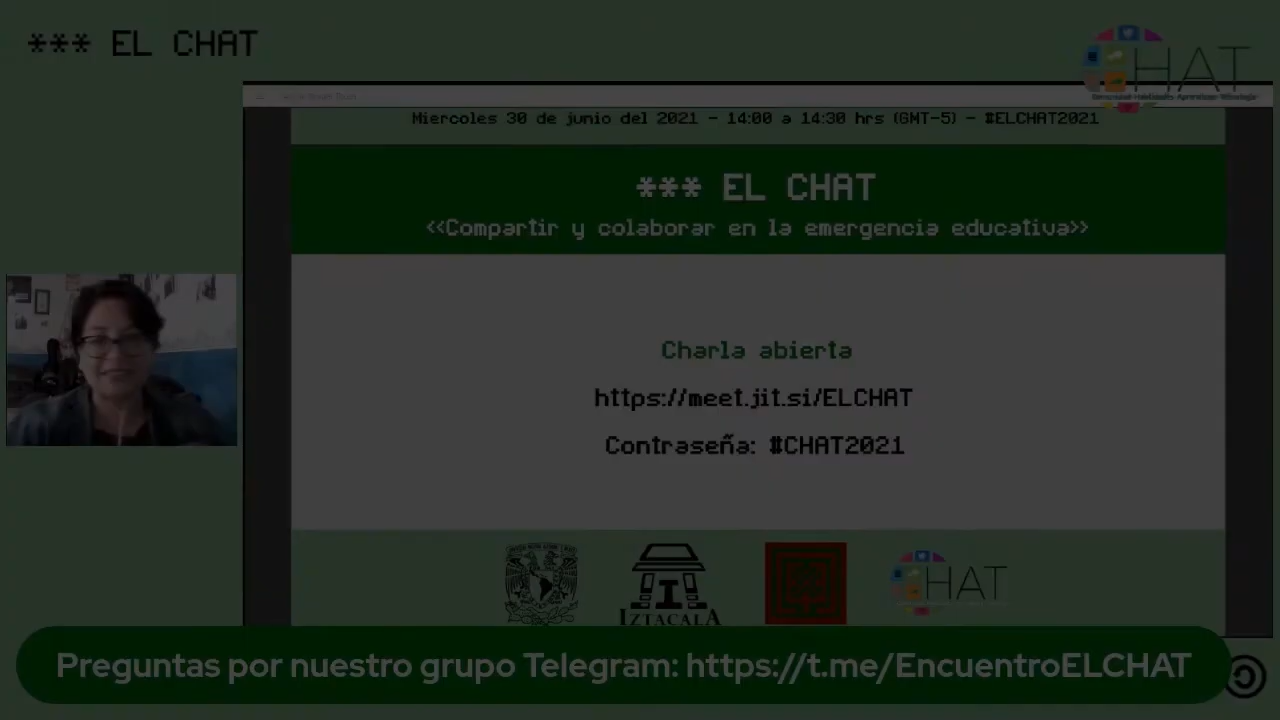 *** EL CHAT
HAT
Miercoles 30 de junio del 2021 - 14:00 a 14:30 hrs (GMT-5) - #ELCHAT2021
*** EL CHAT
<<Compartir y colaborar en la emergencia educativa>>
Charla abierta
https://meet.jit.si/ELCHAT
Contraseña: #CHAT2021
IZTACALA
HAT
Preguntas por nuestro grupo Telegram: https://t.me/EncuentroELCHAT